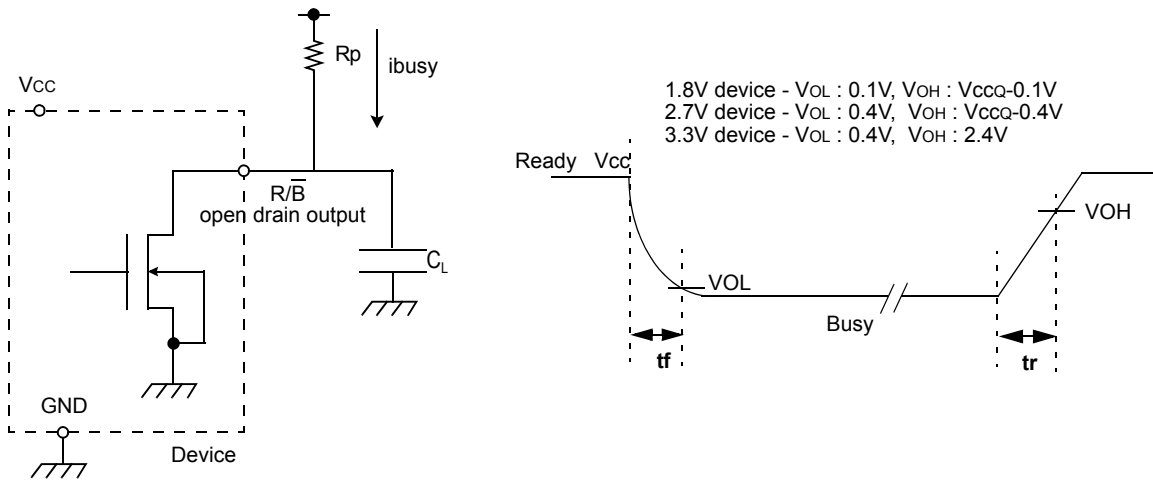 Rp
ibusy
VCC
R/B̅
open drain output
CL
GND
Device
1.8V device - VOL : 0.1V, VOH : VccQ-0.1V
2.7V device - VOL : 0.4V, VOH : VccQ-0.4V
3.3V device - VOL : 0.4V, VOH : 2.4V
Ready Vcc
VOH
VOL
Busy
tf
tr